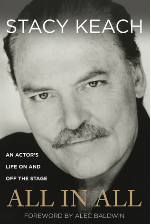 STACY KEACH
AN ACTOR'S
LIFE ON AND
OFF THE STAGE
ALL IN ALL
FOREWORD BY ALEC BALDWIN